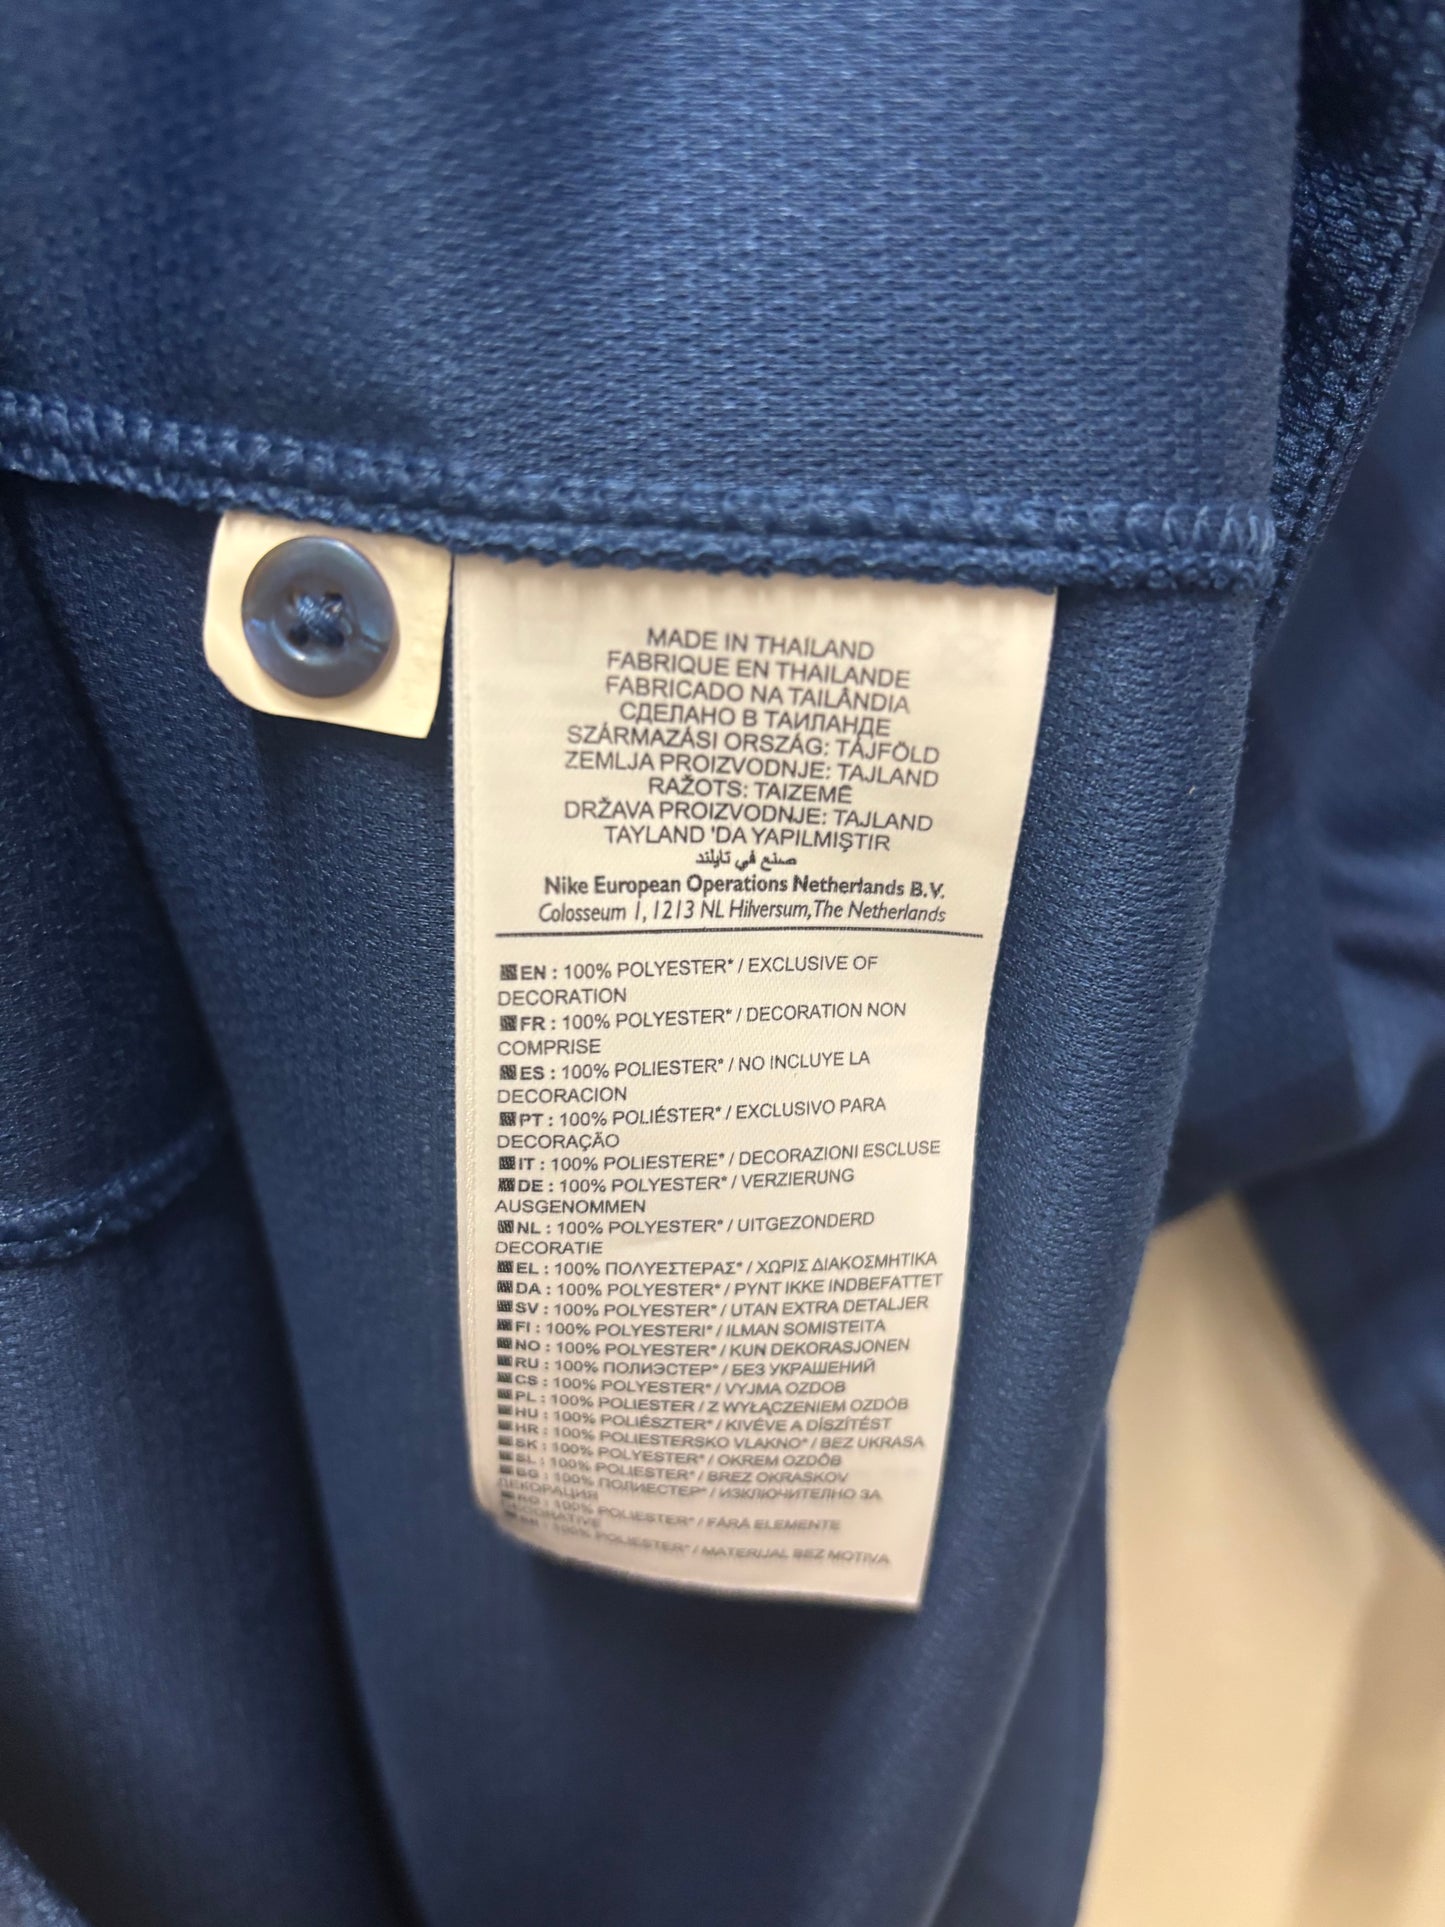 MADE IN THAILAND
FABRIQUE EN THAILANDE
FABRICADO NA TAILÂNDIA
СДЕЛАНО В ТАИЛАНДЕ
SZÁRMAZÁSI ORSZÁG: TÁJFÖLD
ZEMLJA PROIZVODNJE: TAJLAND
RAŽOTS: TAIZEMĒ
DRŽAVA PROIZVODNJE: TAJLAND
TAYLAND 'DA YAPILMIŞTIR
صنع في تايلند
Nike European Operations Netherlands B.V.
Colosseum 1, 1213 NL Hilversum, The Netherlands
EN : 100% POLYESTER* / EXCLUSIVE OF
DECORATION
FR : 100% POLYESTER* / DECORATION NON
COMPRISE
ES : 100% POLIESTER* / NO INCLUYE LA
DECORACION
PT : 100% POLIÉSTER* / EXCLUSIVO PARA
DECORAÇÃO
IT : 100% POLIESTERE* / DECORAZIONI ESCLUSE
DE : 100% POLYESTER* / VERZIERUNG
AUSGENOMMEN
NL : 100% POLYESTER* / UITGEZONDERD
DECORATIE
EL : 100% ΠΟΛΥΕΣΤΕΡΑΣ* / ΧΩΡΙΣ ΔΙΑΚΟΣΜΗΤΙΚΑ
DA : 100% POLYESTER* / PYNT IKKE INDBEFATTET
SV : 100% POLYESTER* / UTAN EXTRA DETALJER
FI : 100% POLYESTERI* / ILMAN SOMISTEITA
NO : 100% POLYESTER* / KUN DEKORASJONEN
RU : 100% ПОЛИЭСТЕР* / БЕЗ УКРАШЕНИЙ
CS : 100% POLYESTER* / VYJMA OZDOB
PL : 100% POLIESTER / Z WYŁĄCZENIEM OZDÓB
HU : 100% POLIÉSZTER* / KIVÉVE A DÍSZÍTÉST
HR : 100% POLIESTERSKO VLAKNO* / BEZ UKRASA
SK : 100% POLYESTER* / OKREM OZDÔB
SL : 100% POLIESTER* / BREZ OKRASKOV
BG : 100% ПОЛИЕСТЕР* / ИЗКЛЮЧИТЕЛНО ЗА
ДЕКОРАЦИЯ
RO : 100% POLIESTER* / FĂRĂ ELEMENTE
DECORATIVE
100% POLIESTER* / MATERIJAL BEZ MOTIVA